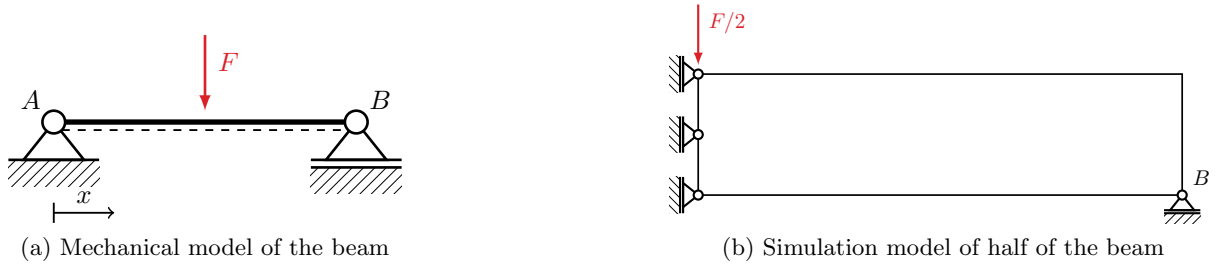 F
A
B
x
(a) Mechanical model of the beam
F/2
B
(b) Simulation model of half of the beam